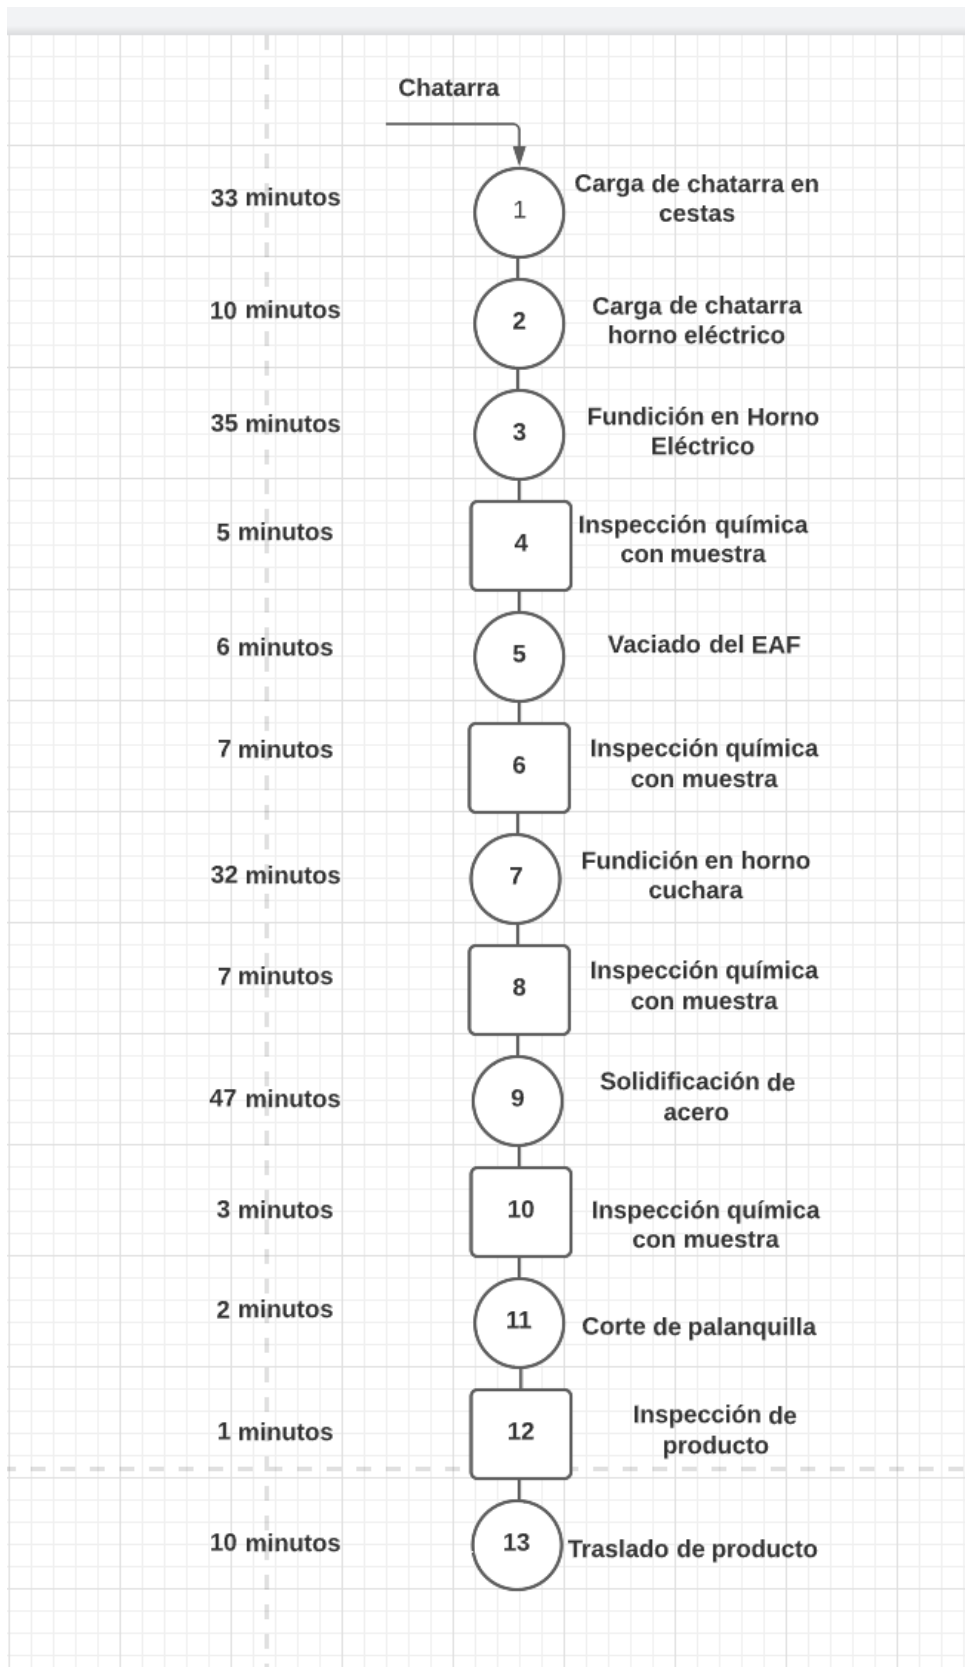 Chatarra
33 minutos
1
Carga de chatarra en
cestas
10 minutos
2
Carga de chatarra
horno eléctrico
35 minutos
3
Fundición en Horno
Eléctrico
5 minutos
4
Inspección química
con muestra
6 minutos
5
Vaciado del EAF
7 minutos
6
Inspección química
con muestra
32 minutos
7
Fundición en horno
cuchara
7 minutos
8
Inspección química
con muestra
47 minutos
9
Solidificación de
acero
3 minutos
10
Inspección química
con muestra
2 minutos
11
Corte de palanquilla
1 minutos
12
Inspección de
producto
10 minutos
13
Traslado de producto